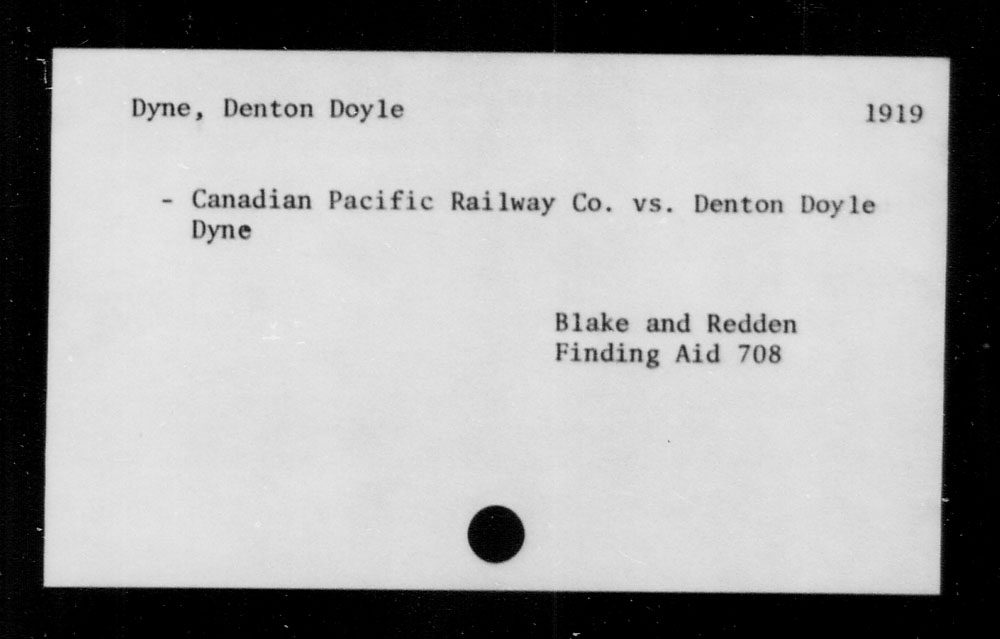 Dyne, Denton Doyle 1919
- Canadian Pacific Railway Co. vs. Denton Doyle
Dyne
Blake and Redden
Finding Aid 708